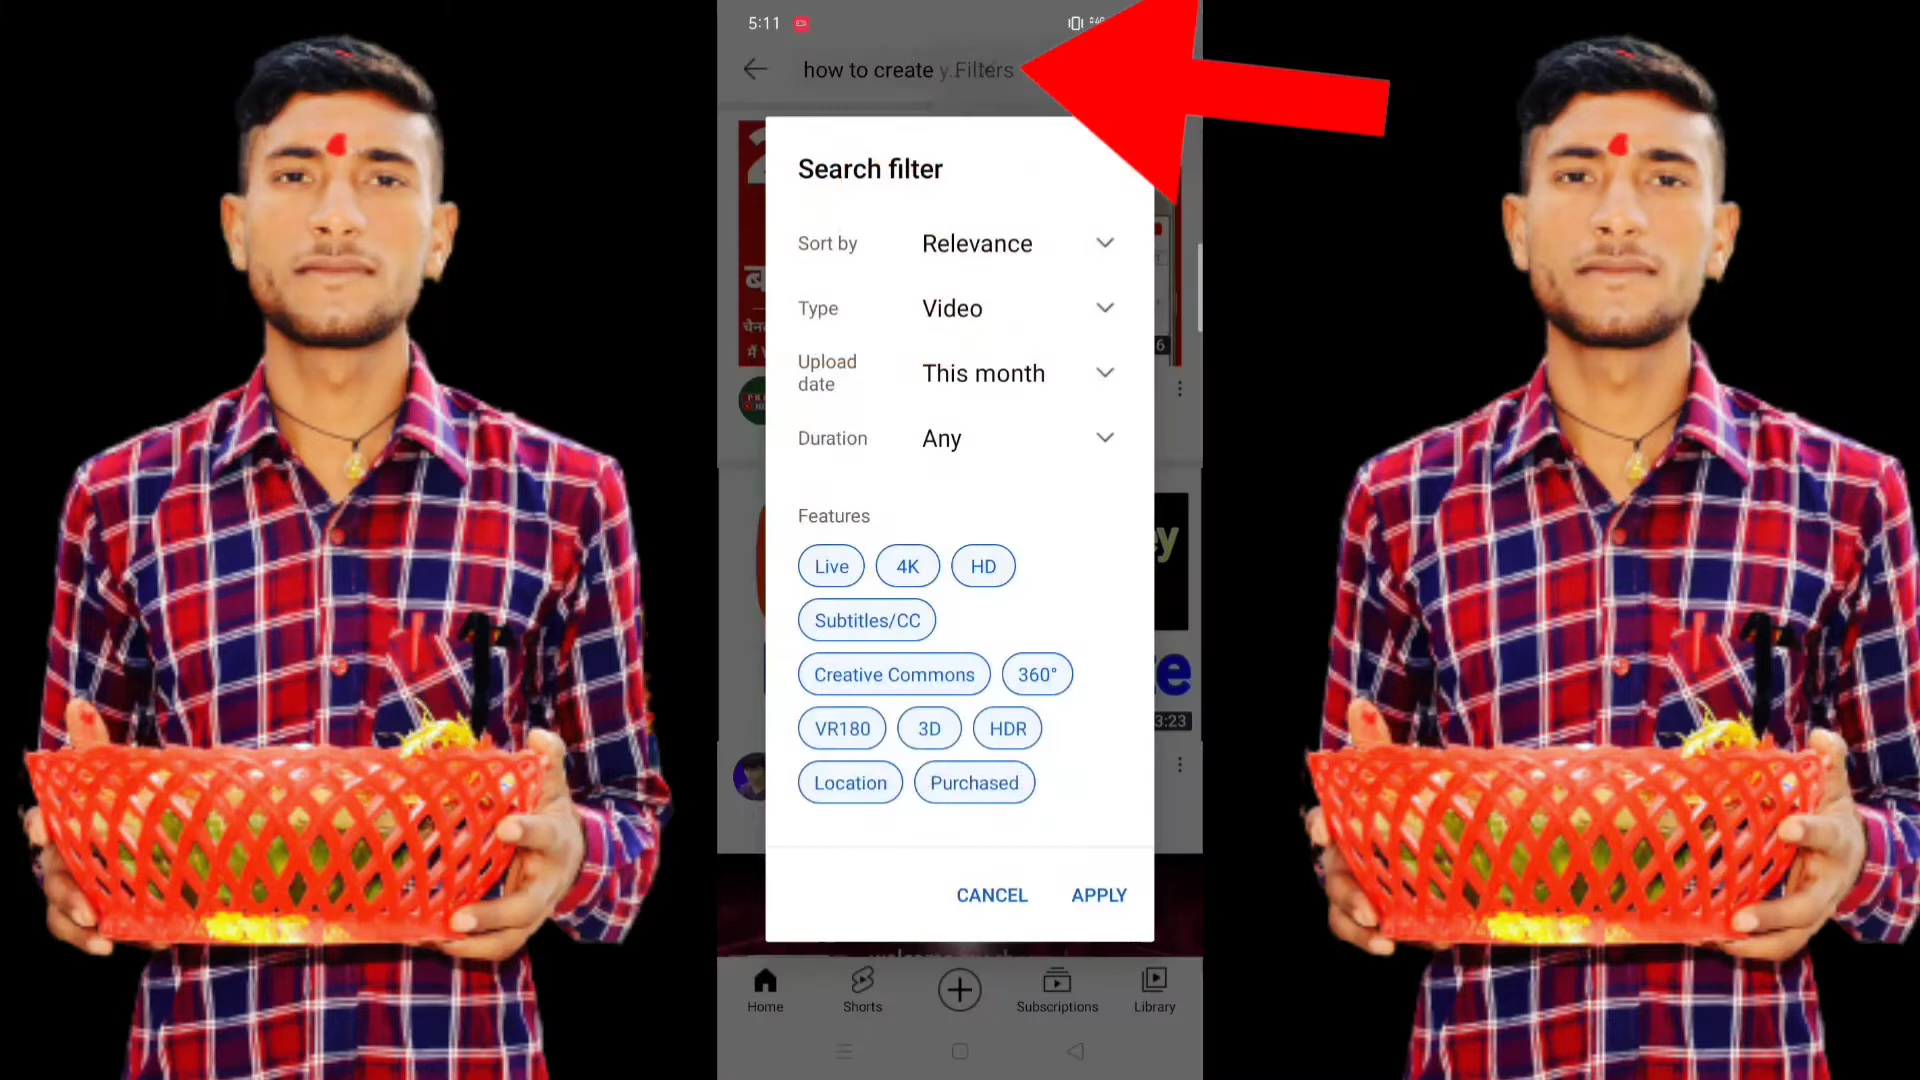 5:11
how to create y... Filters
Search filter
Sort by Relevance
Type Video
Upload date This month
Duration Any
Features
Live 4K HD
Subtitles/CC
Creative Commons 360°
VR180 3D HDR
Location Purchased
3:23
CANCEL APPLY
Home Shorts Subscriptions Library